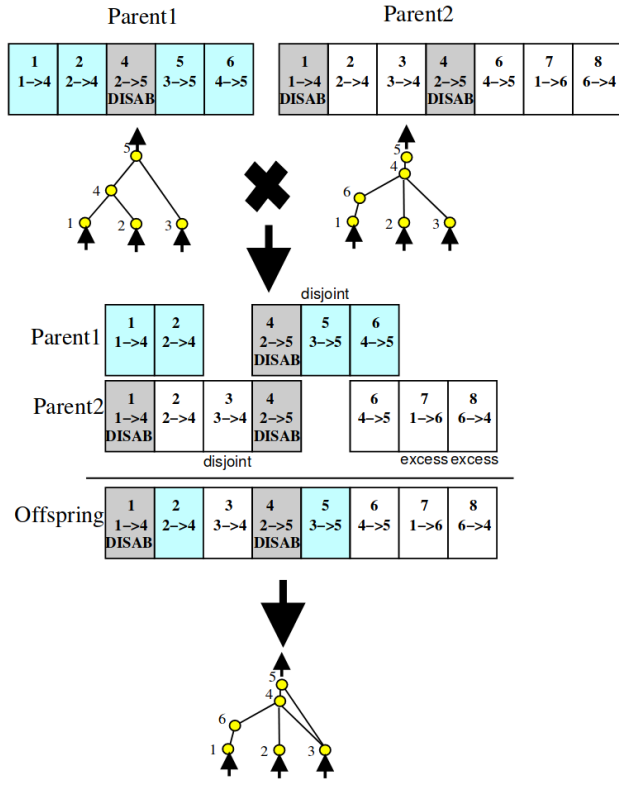 Parent1 Parent2
1 2 4 5 6 1 2 3 4 6 7 8
1->4 2->4 2->5 3->5 4->5 1->4 2->4 3->4 2->5 4->5 1->6 6->4
DISAB DISAB DISAB
5 5
4 4
6
1 2 3 1 2 3
disjoint
Parent1
1 2 4 5 6
1->4 2->4 2->5 3->5 4->5
DISAB
Parent2
1 2 3 4 6 7 8
1->4 2->4 3->4 2->5 4->5 1->6 6->4
DISAB DISAB
disjoint excess excess
Offspring
1 2 3 4 5 6 7 8
1->4 2->4 3->4 2->5 3->5 4->5 1->6 6->4
DISAB DISAB
5
4
6
1 2 3